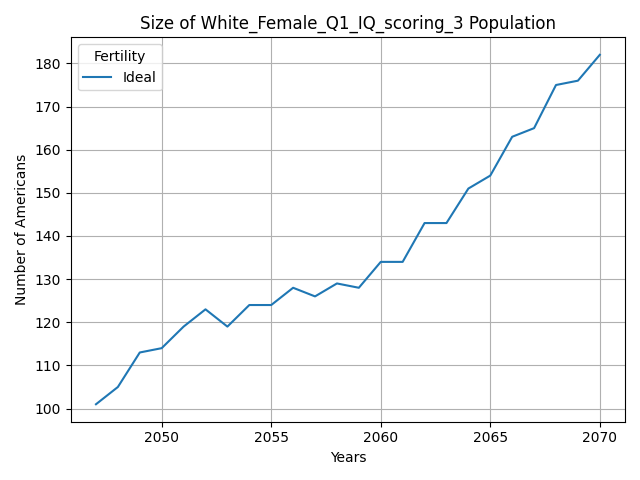 Size of White_Female_Q1_IQ_scoring_3 Population
Fertility
Ideal
Number of Americans
180
170
160
150
140
130
120
110
100
2050 2055 2060 2065 2070
Years